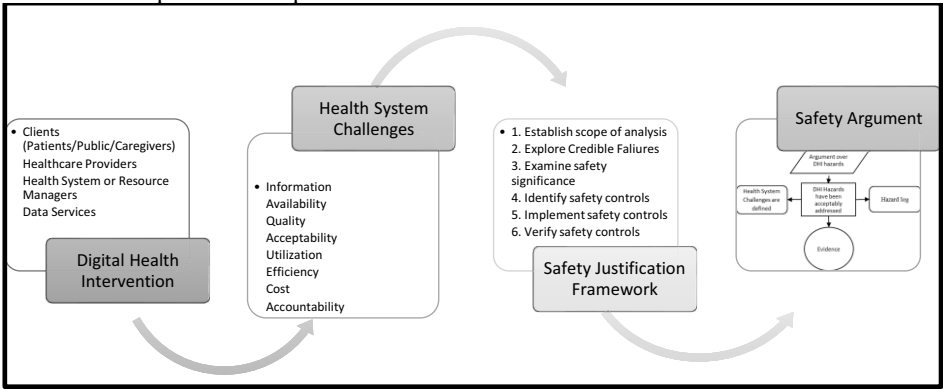 • Clients
(Patients/Public/Caregivers)
Healthcare Providers
Health System or Resource
Managers
Data Services
Digital Health
Intervention
Health System
Challenges
• Information
Availability
Quality
Acceptability
Utilization
Efficiency
Cost
Accountability
• 1. Establish scope of analysis
2. Explore Credible Faliures
3. Examine safety
significance
4. Identify safety controls
5. Implement safety controls
6. Verify safety controls
Safety Justification
Framework
Safety Argument
Argument over
DHI hazards
Health System
Challenges are
defined
DHI Hazards
have been
acceptably
addressed
Hazard log
Evidence